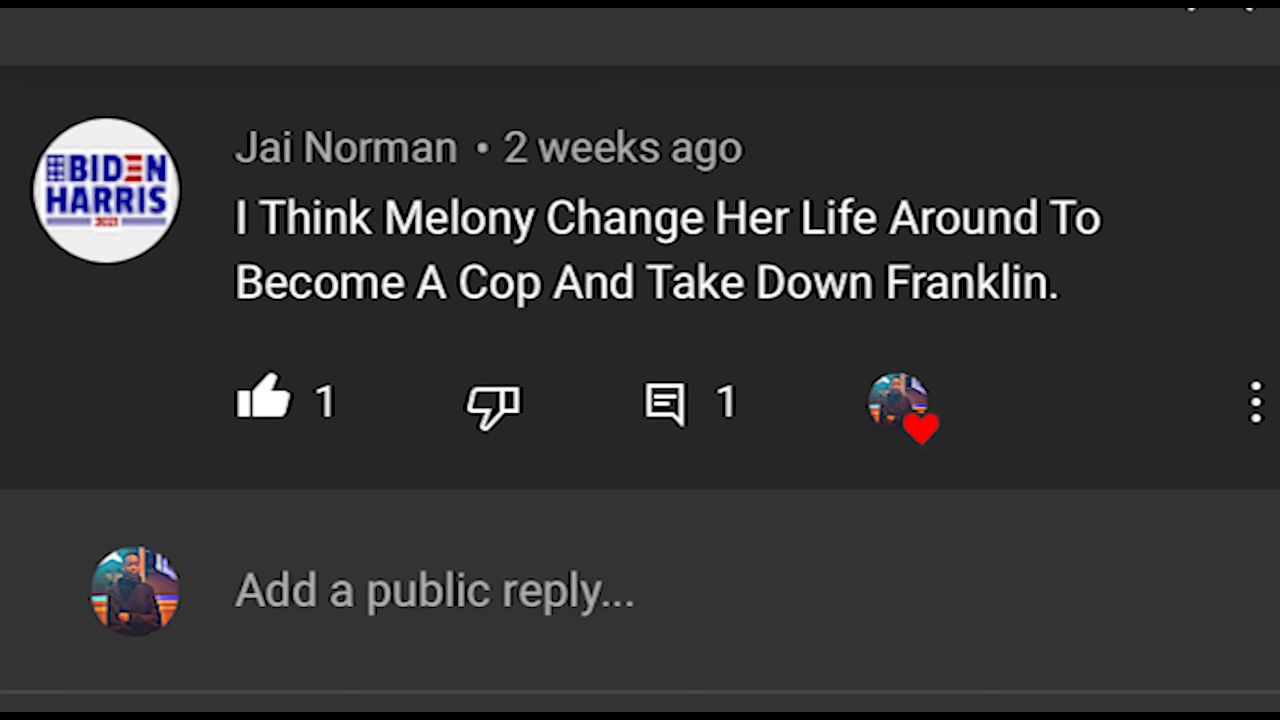 BIDEN
HARRIS
Jai Norman • 2 weeks ago
I Think Melony Change Her Life Around To
Become A Cop And Take Down Franklin.
1
1
Add a public reply...